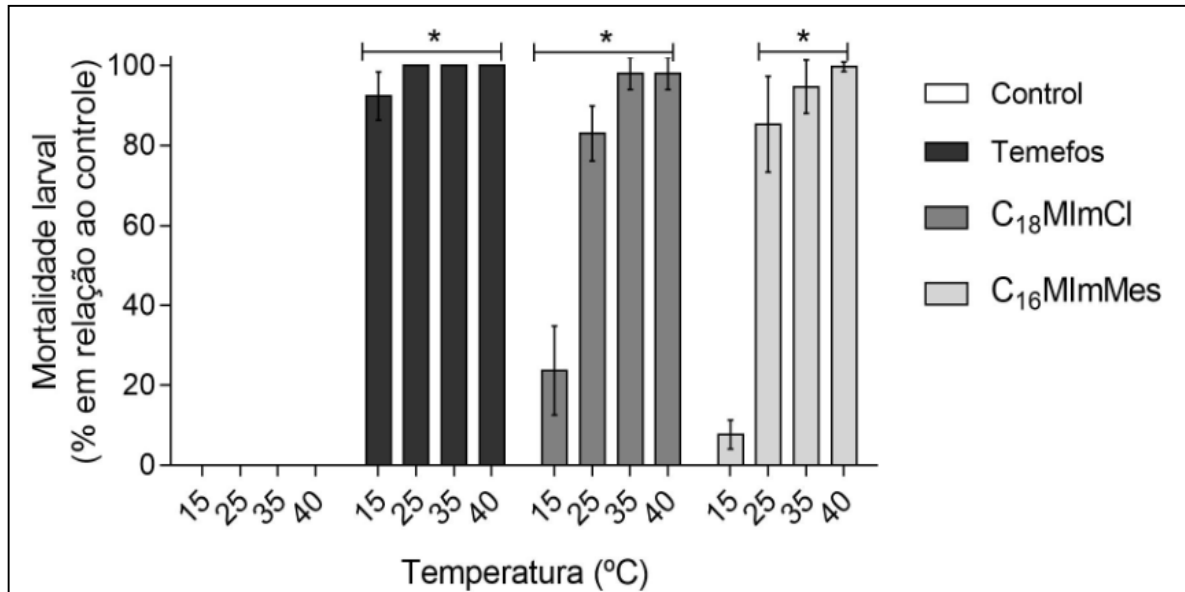 * * *
100
80
60
40
20
0
Mortalidade larval
(% em relação ao controle)
15 25 35 40 15 25 35 40 15 25 35 40 15 25 35 40
Temperatura (ºC)
Control
Temefos
C₁₈MImCl
C₁₆MImMes